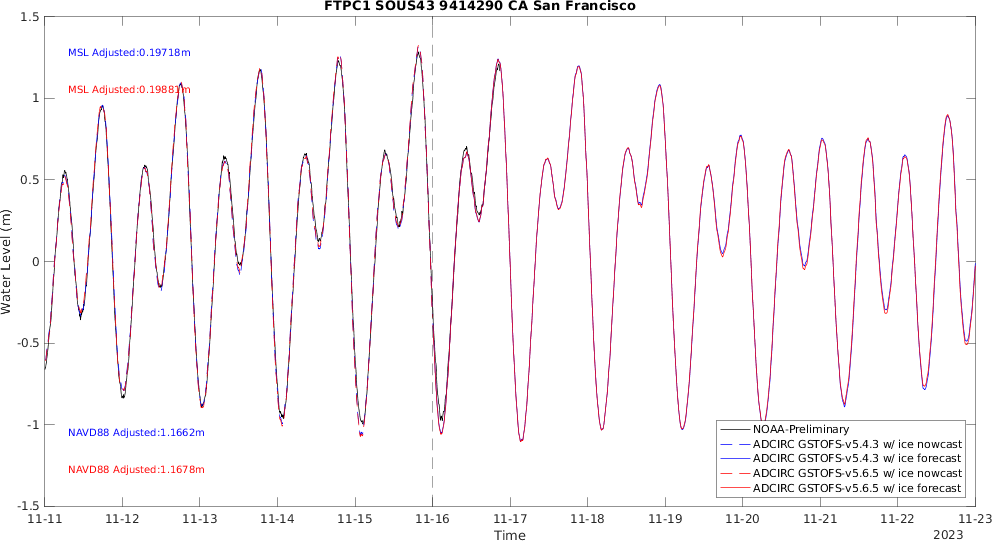 FTPC1 SOUS43 9414290 CA San Francisco
1.5
1
0.5
0
-0.5
-1
-1.5
Water Level (m)
MSL Adjusted:0.19718m
MSL Adjusted:0.19881m
NAVD88 Adjusted:1.1662m
NAVD88 Adjusted:1.1678m
NOAA-Preliminary
ADCIRC GSTOFS-v5.4.3 w/ ice nowcast
ADCIRC GSTOFS-v5.4.3 w/ ice forecast
ADCIRC GSTOFS-v5.6.5 w/ ice nowcast
ADCIRC GSTOFS-v5.6.5 w/ ice forecast
11-11 11-12 11-13 11-14 11-15 11-16 11-17 11-18 11-19 11-20 11-21 11-22 11-23
Time
2023